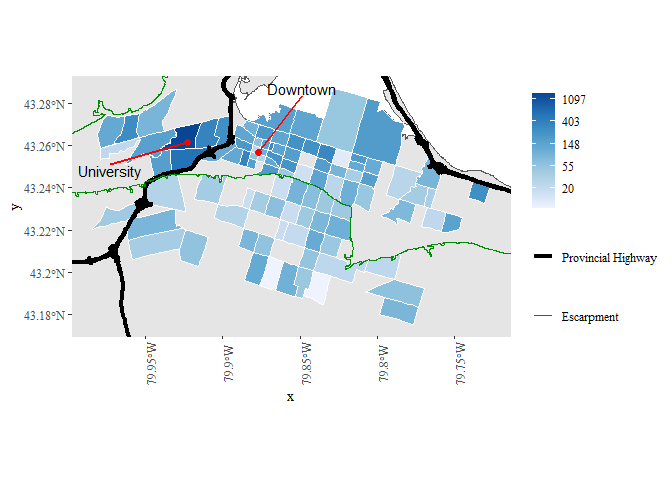 Downtown
University
43.28°N
43.26°N
43.24°N
43.22°N
43.2°N
43.18°N
y
79.95°W
79.9°W
79.85°W
79.8°W
79.75°W
x
1097
403
148
55
20
Provincial Highway
Escarpment